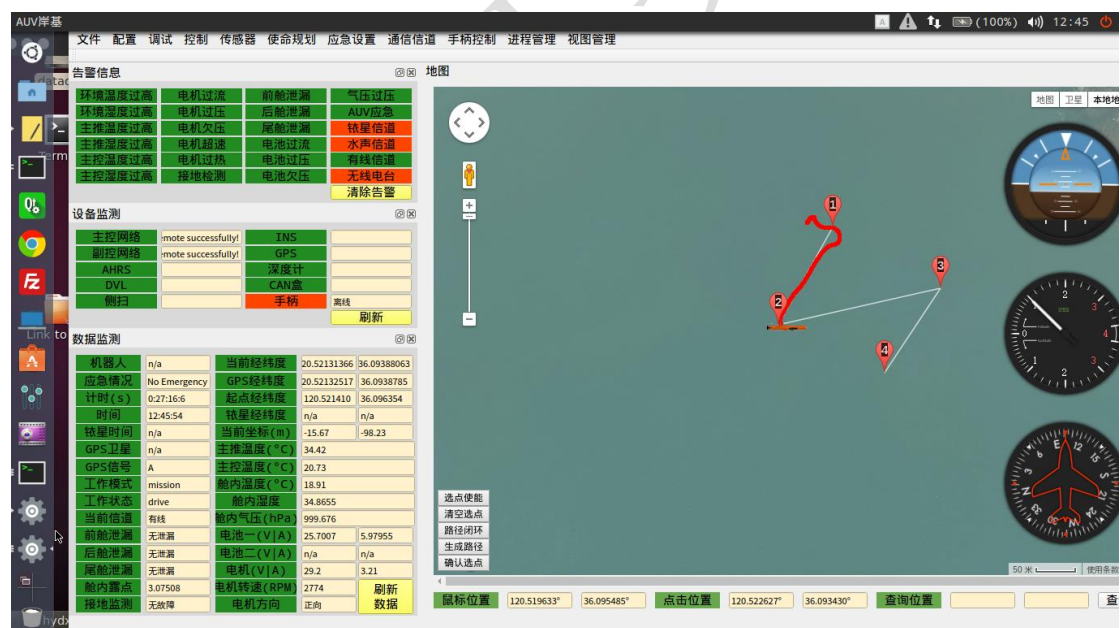 AUV岸基
(100%) 12:45
文件 配置 调试 控制 传感器 使命规划 应急设置 通信信道 手柄控制 进程管理 视图管理
告警信息
环境温度过高 电机过流 前舱泄漏 气压过压
环境湿度过高 电机过压 后舱泄漏 AUV应急
主推温度过高 电机欠压 尾舱泄漏 铱星信道
主推湿度过高 电机超速 电池过流 水声信道
主控温度过高 电机过热 电池过压 有线信道
主控湿度过高 接地检测 电池欠压 无线电台
清除告警
设备监测
主控网络 emote successfully! INS
副控网络 emote successfully! GPS
AHRS 深度计
DVL CAN盒
侧扫 手柄 离线
刷新
数据监测
机器人 n/a 当前经纬度 20.52131366 36.09388063
应急情况 No Emergency GPS经纬度 20.52132517 36.0938785
计时(s) 0:27:16:6 起点经纬度 120.521410 36.096354
时间 12:45:54 铱星经纬度 n/a n/a
铱星时间 n/a 当前坐标(m) -15.67 -98.23
GPS卫星 n/a 主推温度(°C) 34.42
GPS信号 A 主控温度(°C) 20.73
工作模式 mission 舱内温度(°C) 18.91
工作状态 drive 舱内湿度 34.8655
当前信道 有线 舱内气压(hPa) 999.676
前舱泄漏 无泄漏 电池一(V|A) 25.7007 5.97955
后舱泄漏 无泄漏 电池二(V|A) n/a n/a
尾舱泄漏 无泄漏 电机(V|A) 29.2 3.21
舱内露点 3.07508 电机转速(RPM) 2774 刷新
接地监测 无故障 电机方向 正向 数据
地图
地图 卫星 本地地
1
2
3
4
选点使能
清空选点
路径闭环
生成路径
确认选点
50 米 使用条款
鼠标位置 120.519633° 36.095485° 点击位置 120.522627° 36.093430° 查询位置 查
2
3
0
4
1
3
2
1
E
12
15
S
3
N
W
Link to
hydx